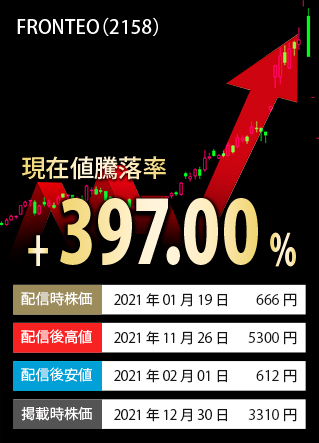 FRONTEO（2158）
現在値騰落率
+397.00%
配信時株価 2021年01月19日 666円
配信後高値 2021年11月26日 5300円
配信後安値 2021年02月01日 612円
掲載時株価 2021年12月30日 3310円